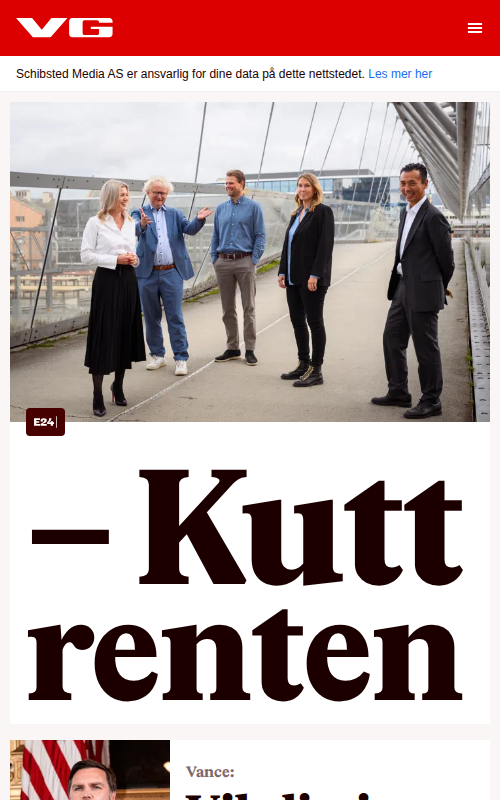 VG
Schibsted Media AS er ansvarlig for dine data på dette nettstedet. Les mer her
E24
– Kutt
renten
Vance: